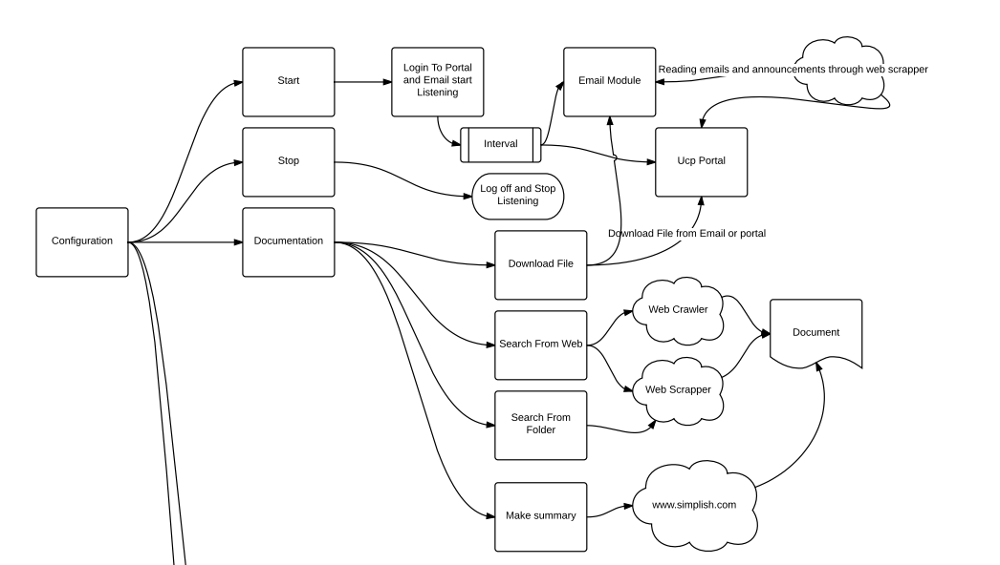 Start
Login To Portal
and Email start
Listening
Email Module
Reading emails and announcements through web scrapper
Interval
Stop
Ucp Portal
Log off and Stop
Listening
Configuration
Documentation
Download File from Email or portal
Download File
Web Crawler
Document
Search From Web
Web Scrapper
Search From
Folder
Make summary
www.simplish.com